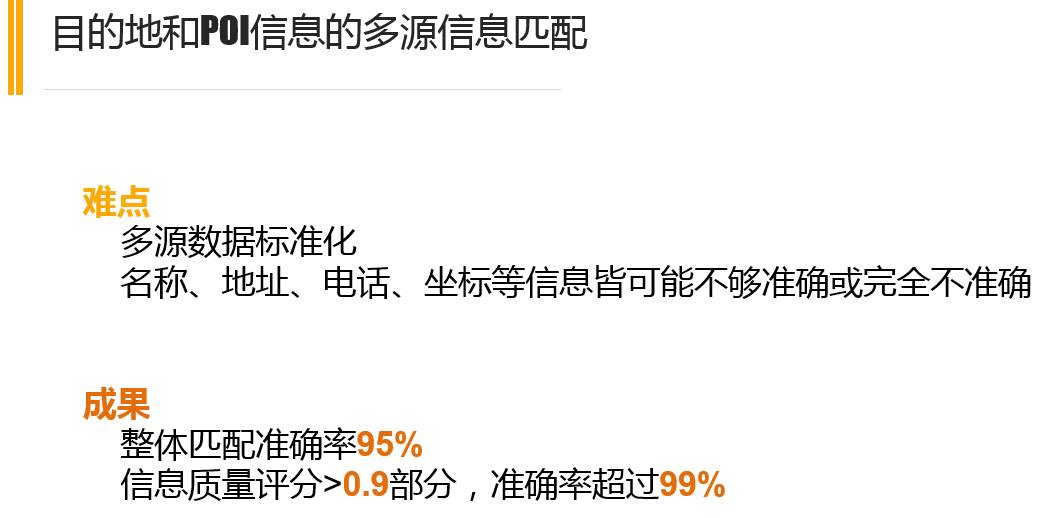 目的地和POI信息的多源信息匹配
难点
多源数据标准化
名称、地址、电话、坐标等信息皆可能不够准确或完全不准确
成果
整体匹配准确率95%
信息质量评分>0.9部分，准确率超过99%